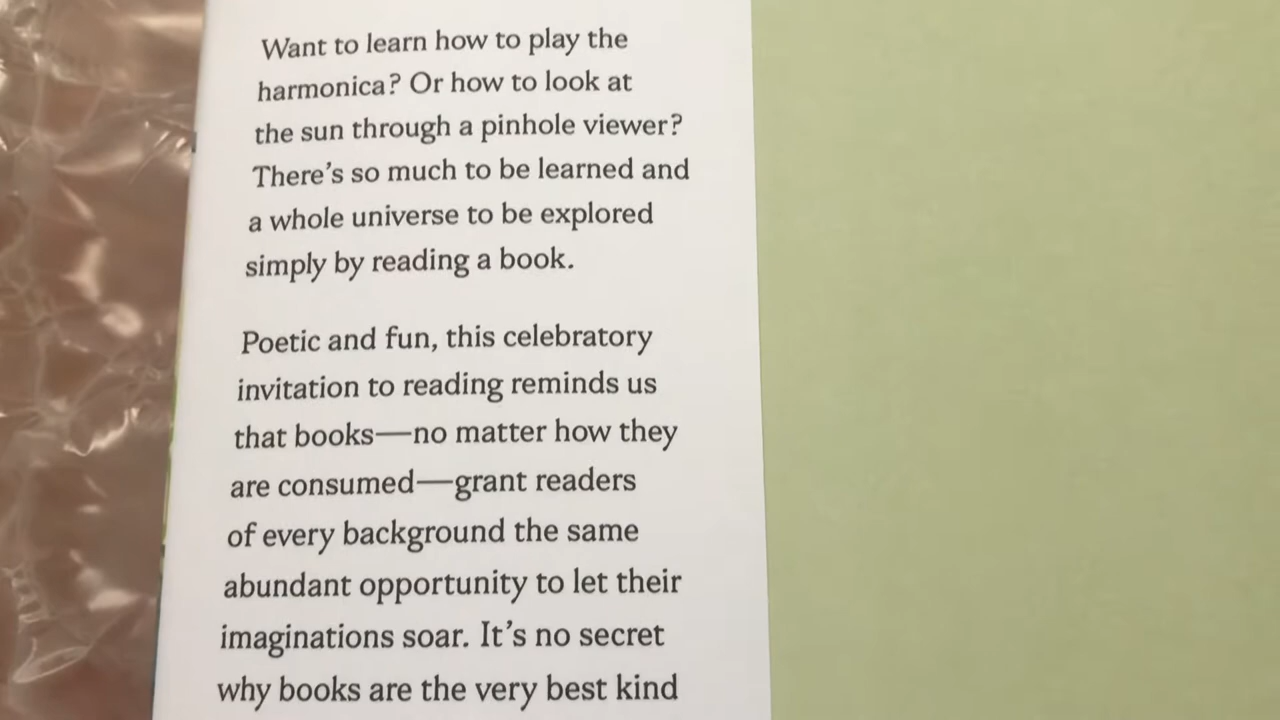 Want to learn how to play the
harmonica? Or how to look at
the sun through a pinhole viewer?
There's so much to be learned and
a whole universe to be explored
simply by reading a book.
Poetic and fun, this celebratory
invitation to reading reminds us
that books—no matter how they
are consumed—grant readers
of every background the same
abundant opportunity to let their
imaginations soar. It's no secret
why books are the very best kind